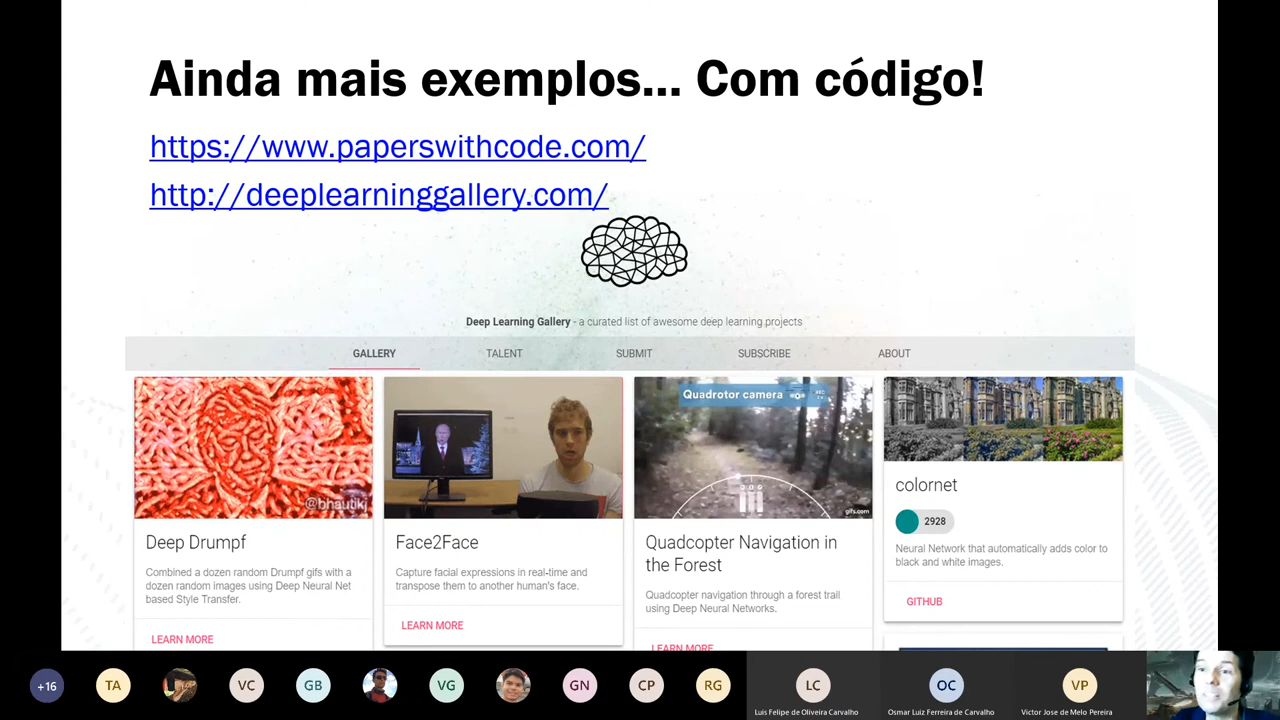 Ainda mais exemplos... Com código!
https://www.paperswithcode.com/
http://deeplearninggallery.com/
Deep Learning Gallery - a curated list of awesome deep learning projects
GALLERY
TALENT
SUBMIT
SUBSCRIBE
ABOUT
@bhautikj
Deep Drumpf
Combined a dozen random Drumpf gifs with a
dozen random images using Deep Neural Net
based Style Transfer.
LEARN MORE
Face2Face
Capture facial expressions in real-time and
transpose them to another human's face.
LEARN MORE
Quadrotor camera
gifs.com
Quadcopter Navigation in
the Forest
Quadcopter navigation through a forest trail
using Deep Neural Networks.
LEARN MORE
colornet
2928
Neural Network that automatically adds color to
black and white images.
GITHUB
+16
TA
VC
GB
VG
GN
CP
RG
LC
Luis Felipe de Oliveira Carvalho
OC
Osmar Luiz Ferreira de Carvalho
VP
Victor Jose de Melo Pereira